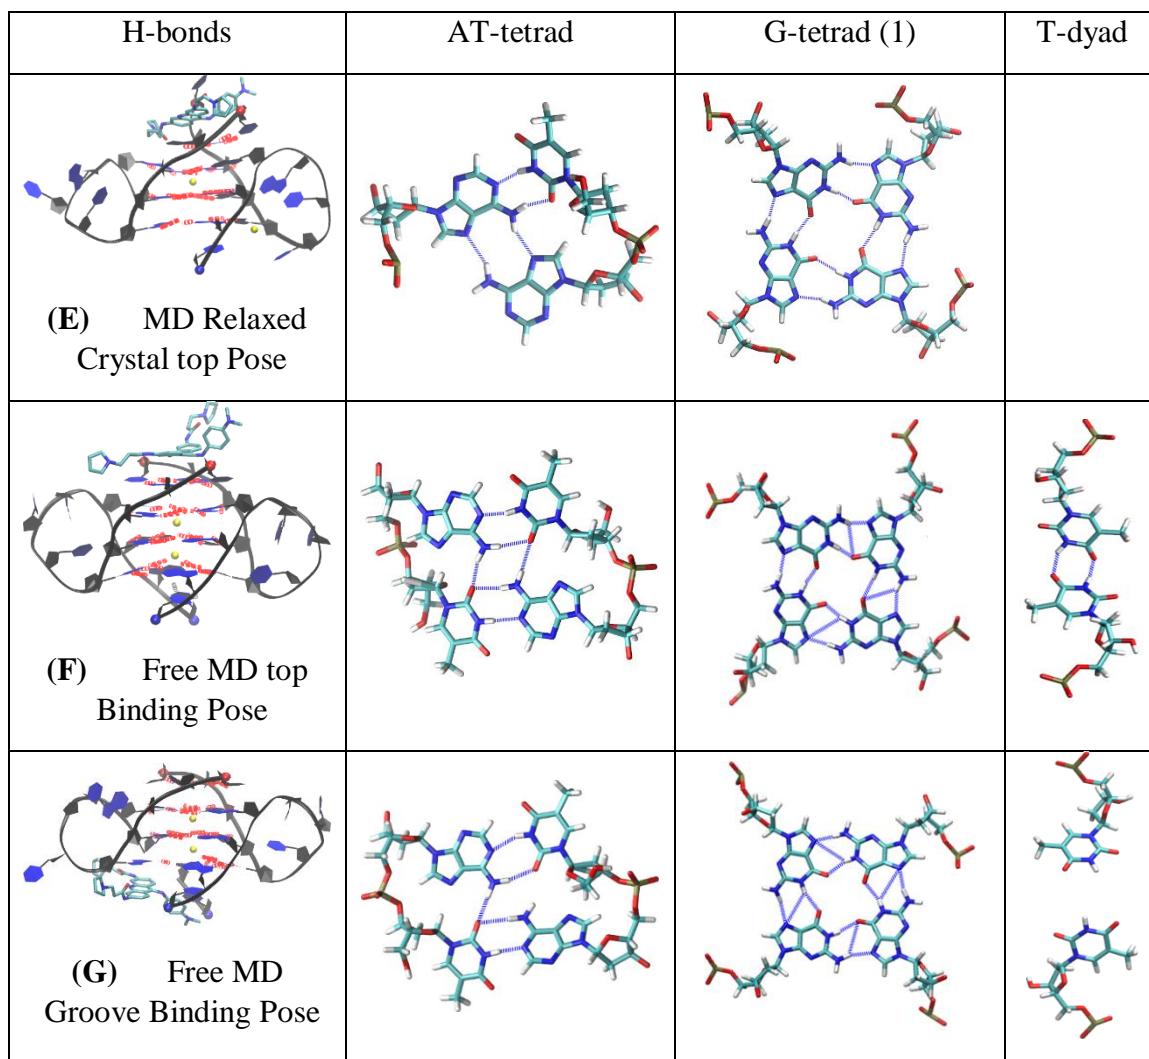 H-bonds
AT-tetrad
G-tetrad (1)
T-dyad
(E) MD Relaxed
Crystal top Pose
(F) Free MD top
Binding Pose
(G) Free MD
Groove Binding Pose